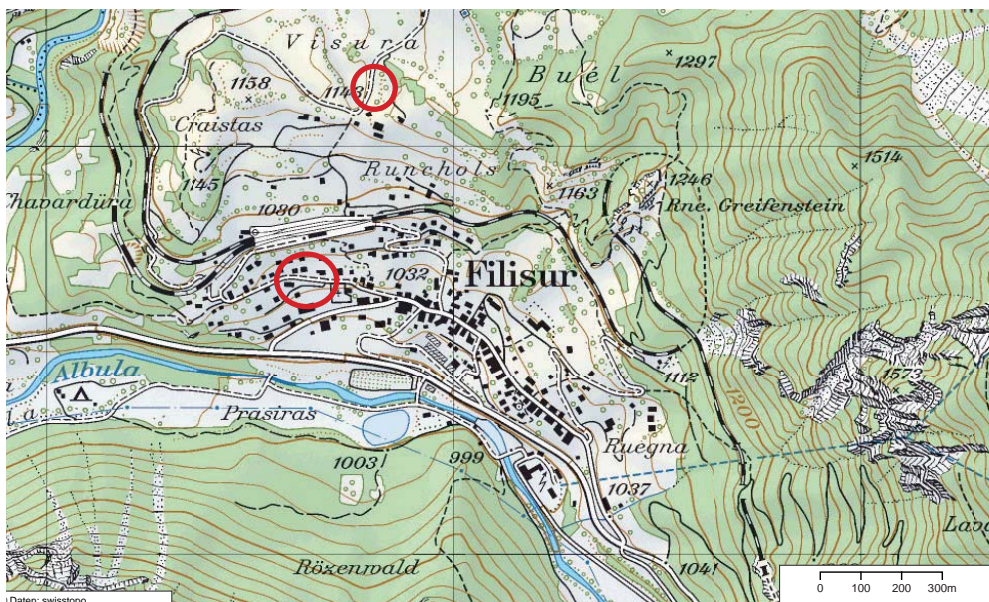 Visura
Buel
1297
1158
1143
1195
Craistas
1514
Runchols
1163
1246
1145
Rne. Greifenstein
Chavardüra
1080
1032
Filisur
1112
1573
Albula
1200
la
Prasiras
Ruegna
1003
999
1037
Rözenwald
1041
0 100 200 300m
Daten: swisstopo